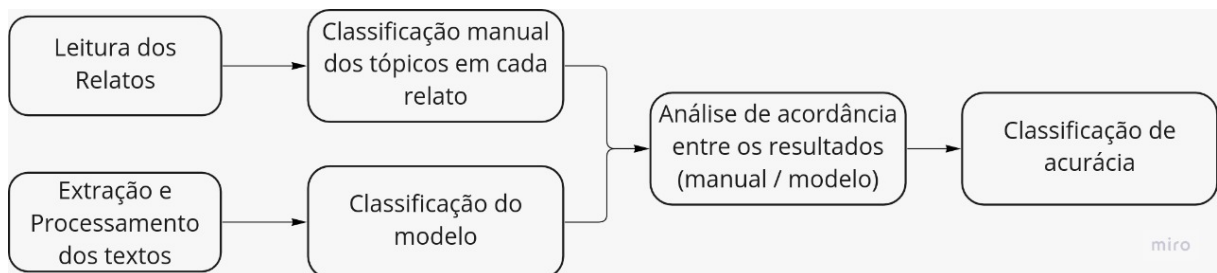 Leitura dos
Relatos
Classificação manual
dos tópicos em cada
relato
Extração e
Processamento
dos textos
Classificação do
modelo
Análise de acordância
entre os resultados
(manual / modelo)
Classificação de
acurácia
miro